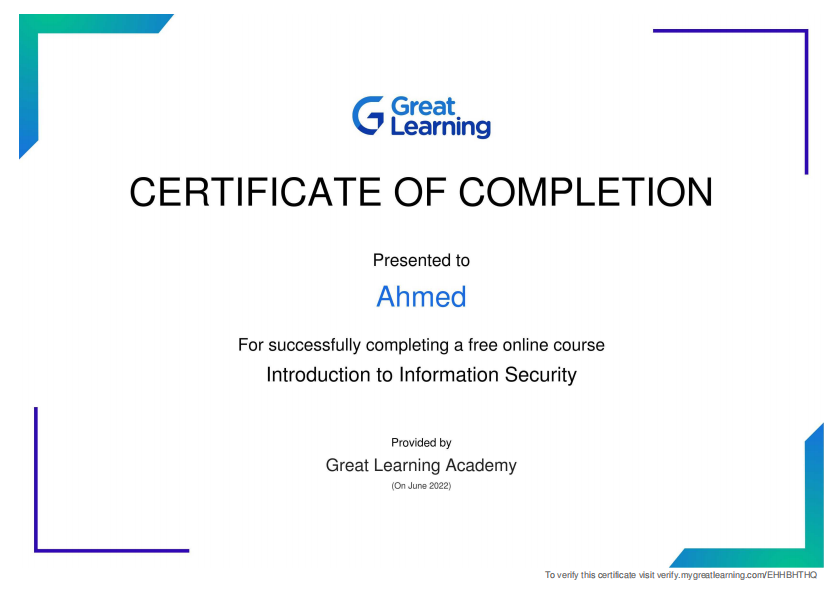 Great
Learning
CERTIFICATE OF COMPLETION
Presented to
Ahmed
For successfully completing a free online course
Introduction to Information Security
Provided by
Great Learning Academy
(On June 2022)
To verify this certificate visit verify.mygreatlearning.com/EHHBHTHQ